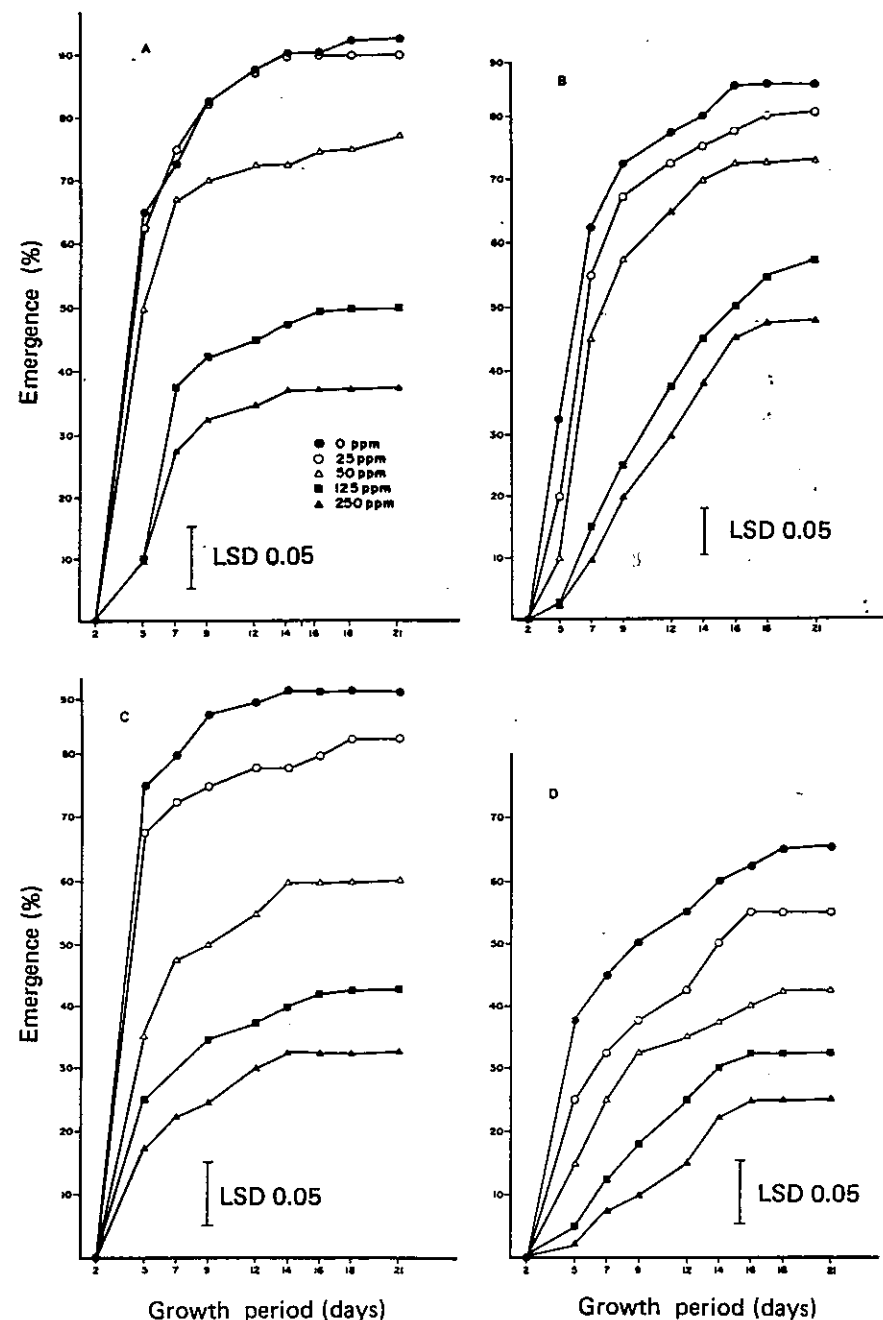 A
90
80
70
60
50
40
30
20
10
Emergence (%)
● 0 ppm
○ 25 ppm
△ 50 ppm
■ 125 ppm
▲ 250 ppm
LSD 0.05
2 5 7 9 12 14 16 18 21
B
90
80
70
60
50
40
30
20
10
LSD 0.05
2 5 7 9 12 14 16 18 21
C
90
80
70
60
50
40
30
20
10
Emergence (%)
LSD 0.05
2 5 7 9 12 14 16 18 21
Growth period (days)
D
70
60
50
40
30
20
10
LSD 0.05
2 5 7 9 12 14 16 18 21
Growth period (days)